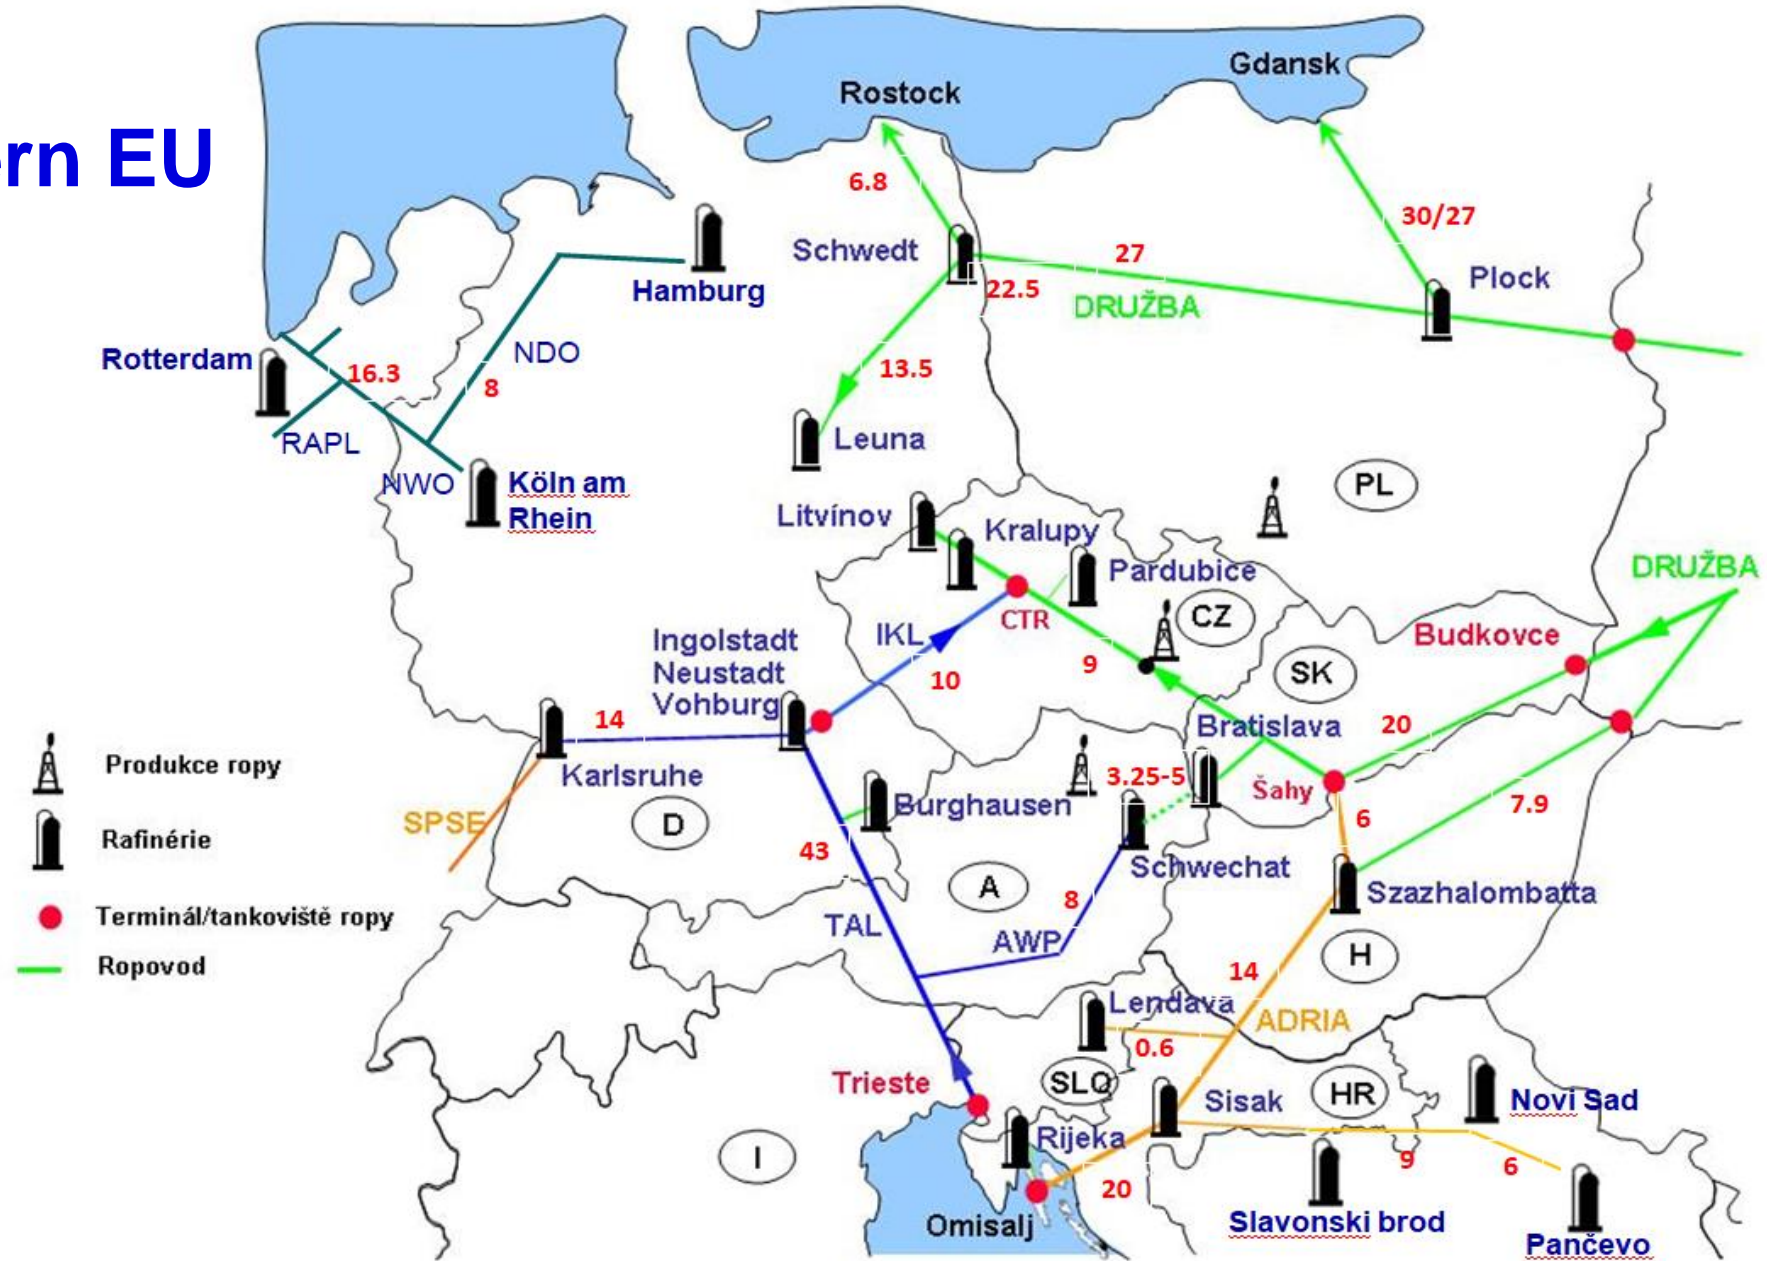 ern EU
Gdansk
Rostock
6.8
30/27
Schwedt
27
Plock
22.5
DRUŽBA
Hamburg
NDO
Rotterdam
16.3
8
13.5
RAPL
Leuna
NWO
Köln am
Rhein
PL
Litvínov
Kralupy
Pardubice
DRUŽBA
CZ
CTR
IKL
Budkovce
Ingolstadt
Neustadt
Vohburg
9
SK
10
14
Bratislava
20
Produkce ropy
Karlsruhe
3.25-5
Šahy
Burghausen
7.9
SPSE
D
6
Rafinérie
43
Schwechat
A
Szazhalombatta
8
Terminál/tankoviště ropy
TAL
AWP
H
Ropovod
14
Lendava
ADRIA
0.6
Trieste
SLO
HR
Sisak
Novi Sad
Rijeka
I
9
6
20
Omisalj
Slavonski brod
Pančevo